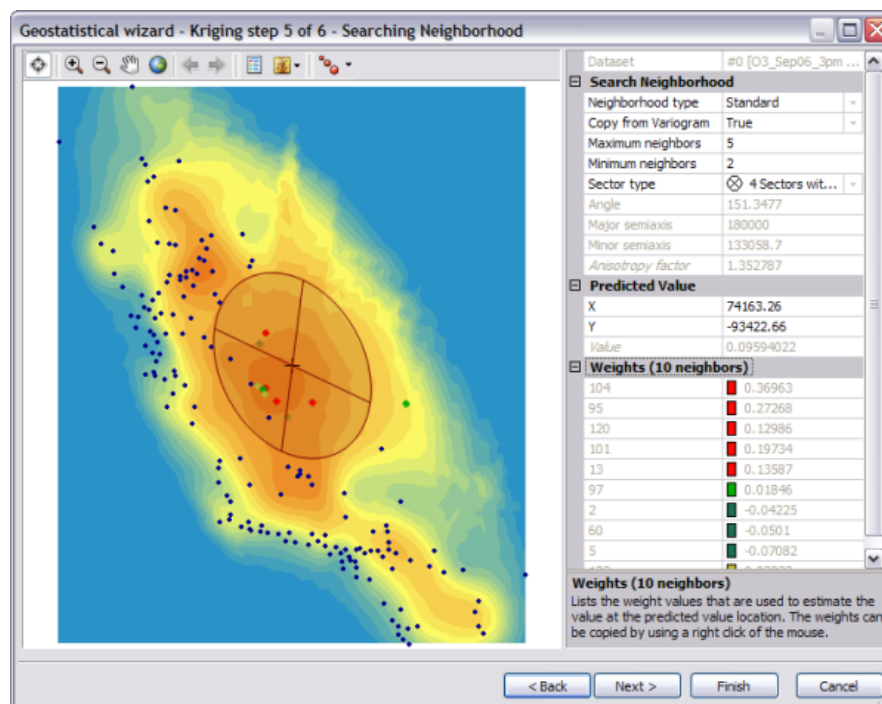 Geostatistical wizard - Kriging step 5 of 6 - Searching Neighborhood
Dataset #0 [O3_Sep06_3pm ...
Search Neighborhood
Neighborhood type Standard
Copy from Variogram True
Maximum neighbors 5
Minimum neighbors 2
Sector type 4 Sectors wit...
Angle 151.3477
Major semiaxis 180000
Minor semiaxis 133058.7
Anisotropy factor 1.352787
Predicted Value
X 74163.26
Y -93422.66
Value 0.09594022
Weights (10 neighbors)
104 0.36963
95 0.27268
120 0.12986
101 0.19734
13 0.13587
97 0.01846
2 -0.04225
60 -0.0501
5 -0.07082
Weights (10 neighbors)
Lists the weight values that are used to estimate the
value at the predicted value location. The weights can
be copied by using a right click of the mouse.
< Back Next > Finish Cancel